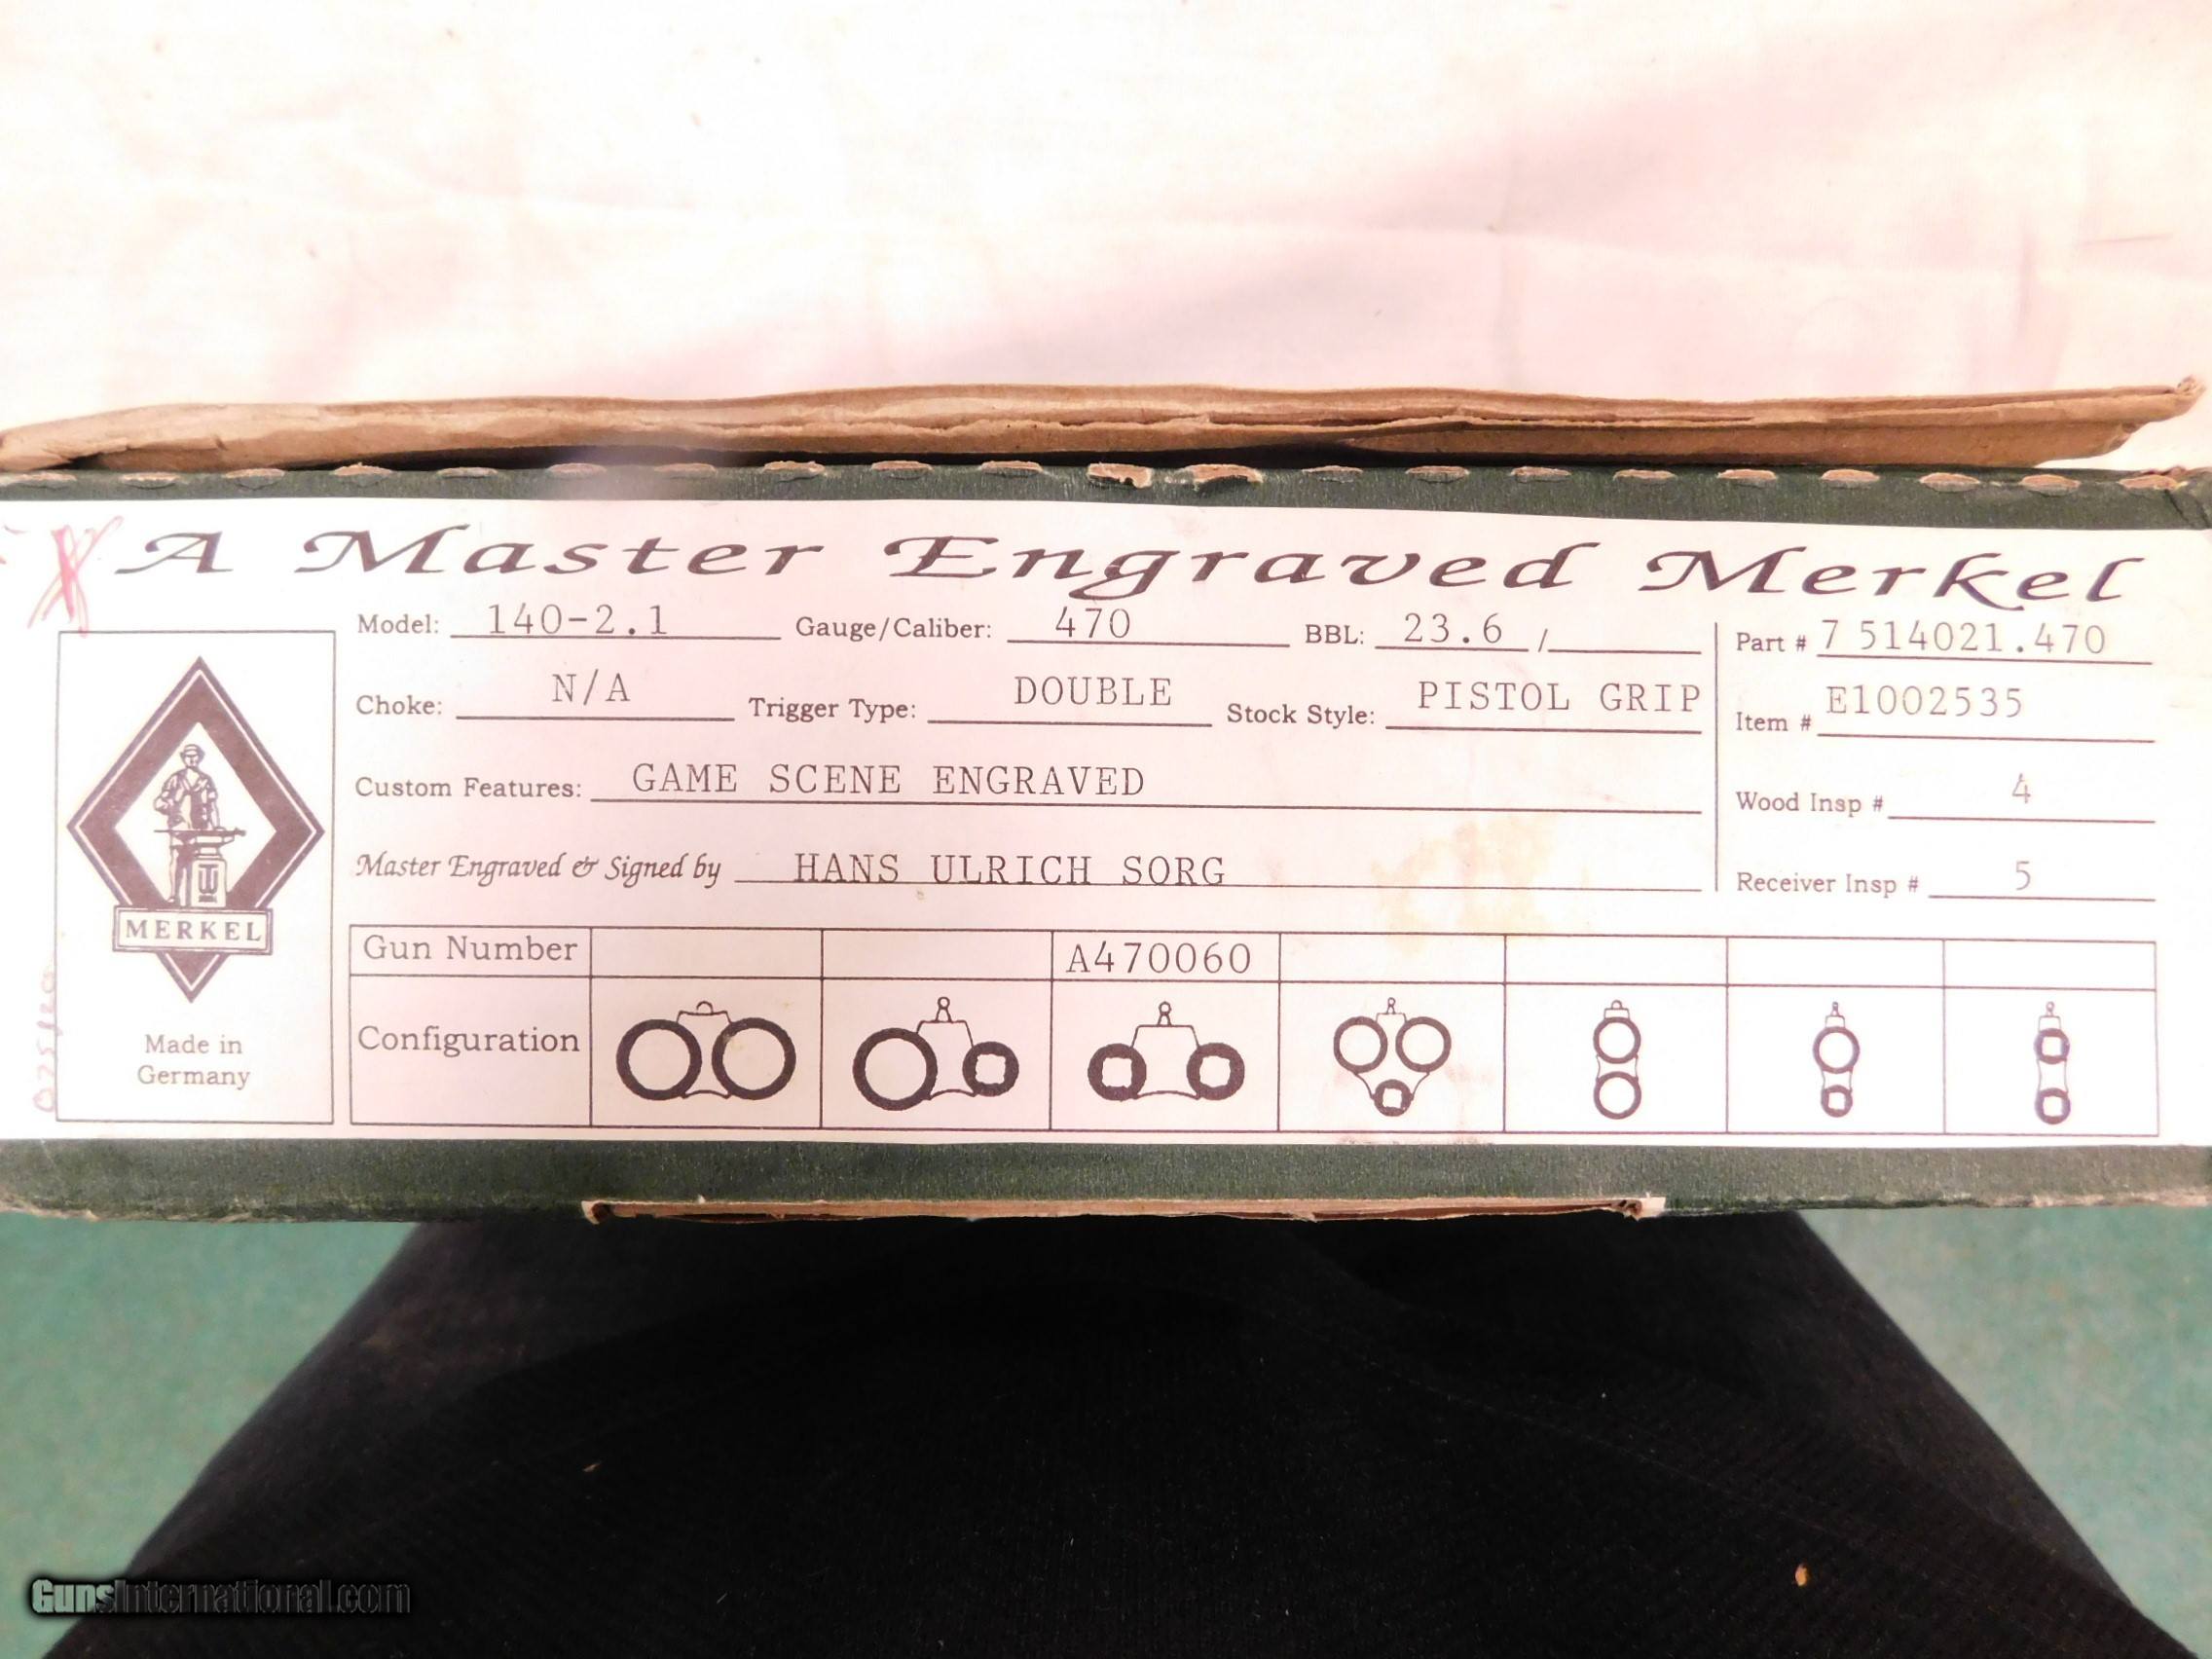 A Master Engraved Merkel
Model: 140-2.1 Gauge/Caliber: 470 BBL: 23.6 / Part # 7 514021.470
Choke: N/A Trigger Type: DOUBLE Stock Style: PISTOL GRIP Item # E1002535
Custom Features: GAME SCENE ENGRAVED Wood Insp # 4
Master Engraved & Signed by HANS ULRICH SORG Receiver Insp # 5
MERKEL
Made in
Germany
Gun Number A470060
Configuration
GunsInternational.com